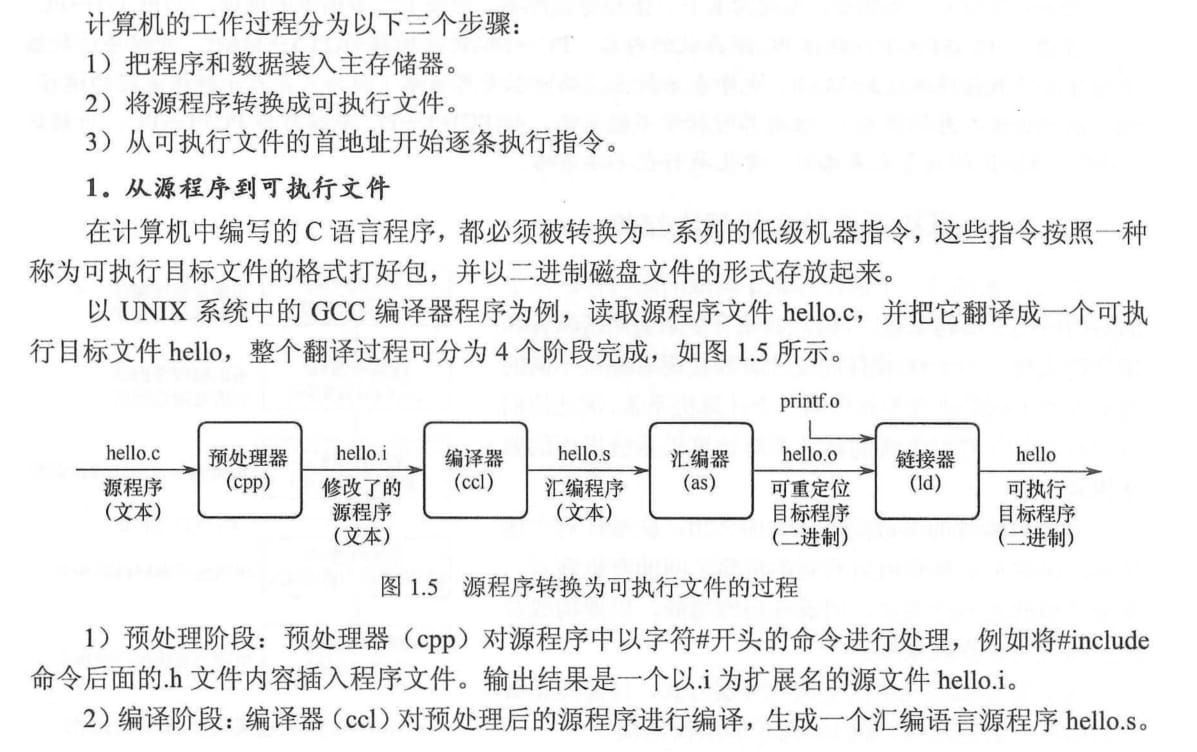 计算机的工作过程分为以下三个步骤：
1）把程序和数据装入主存储器。
2）将源程序转换成可执行文件。
3）从可执行文件的首地址开始逐条执行指令。
1。从源程序到可执行文件
在计算机中编写的 C 语言程序，都必须被转换为一系列的低级机器指令，这些指令按照一种
称为可执行目标文件的格式打好包，并以二进制磁盘文件的形式存放起来。
以 UNIX 系统中的 GCC 编译器程序为例，读取源程序文件 hello.c，并把它翻译成一个可执
行目标文件 hello，整个翻译过程可分为 4 个阶段完成，如图 1.5 所示。
printf.o
hello.c
源程序
(文本)
预处理器
(cpp)
hello.i
修改了的
源程序
(文本)
编译器
(ccl)
hello.s
汇编程序
(文本)
汇编器
(as)
hello.o
可重定位
目标程序
(二进制)
链接器
(ld)
hello
可执行
目标程序
(二进制)
图 1.5 源程序转换为可执行文件的过程
1）预处理阶段：预处理器（cpp）对源程序中以字符#开头的命令进行处理，例如将#include
命令后面的.h 文件内容插入程序文件。输出结果是一个以.i 为扩展名的源文件 hello.i。
2）编译阶段：编译器（ccl）对预处理后的源程序进行编译，生成一个汇编语言源程序 hello.s。